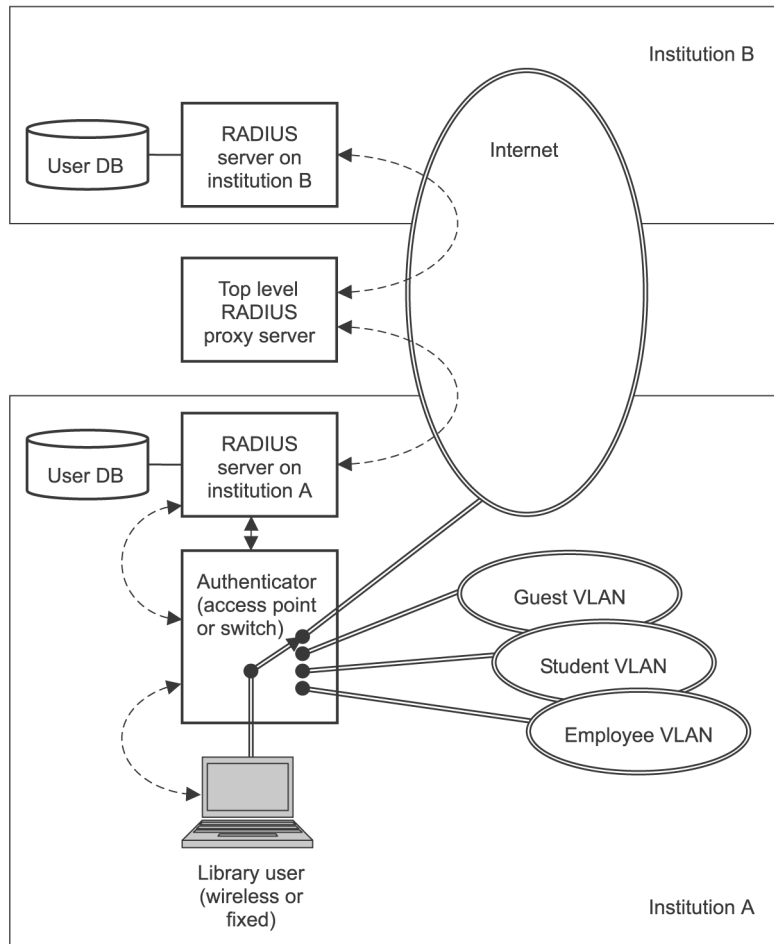 Institution B
User DB
RADIUS
server on
institution B
Internet
Top level
RADIUS
proxy server
User DB
RADIUS
server on
institution A
Authenticator
(access point
or switch)
Guest VLAN
Student VLAN
Employee VLAN
Library user
(wireless or
fixed)
Institution A